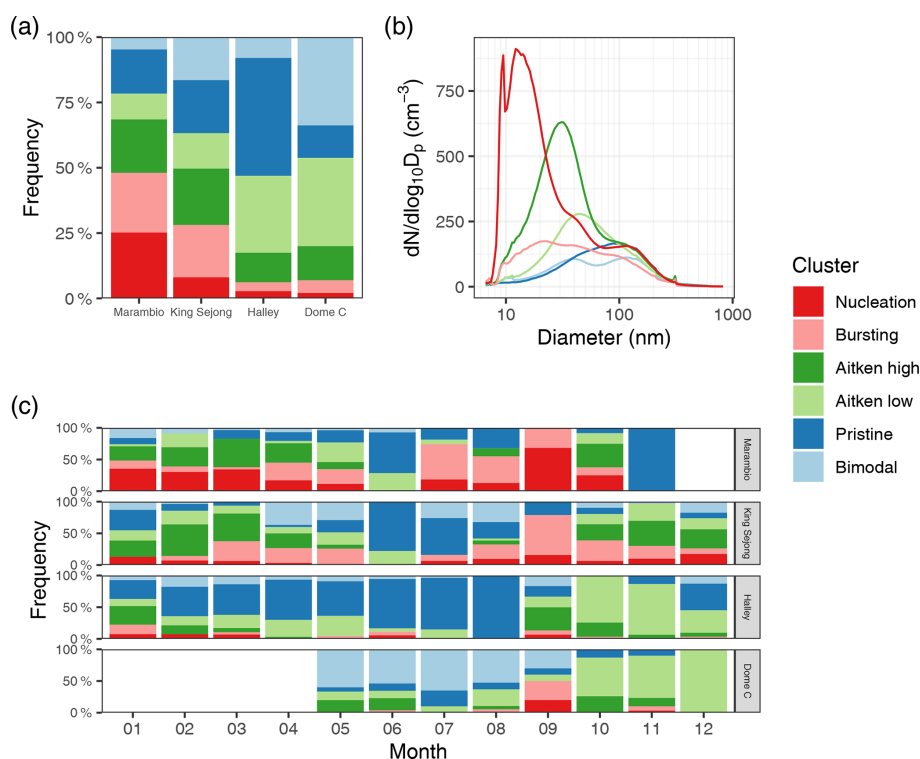 (a)
100 %
75 %
50 %
25 %
0 %
Frequency
Marambio King Sejong Halley Dome C
(b)
750
500
250
0
dN/dlog₁₀Dₚ (cm⁻³)
10 100 1000
Diameter (nm)
Cluster
Nucleation
Bursting
Aitken high
Aitken low
Pristine
Bimodal
(c)
Frequency
100 %
50 %
0 %
Marambio
100 %
50 %
0 %
King Sejong
100 %
50 %
0 %
Halley
100 %
50 %
0 %
Dome C
01 02 03 04 05 06 07 08 09 10 11 12
Month